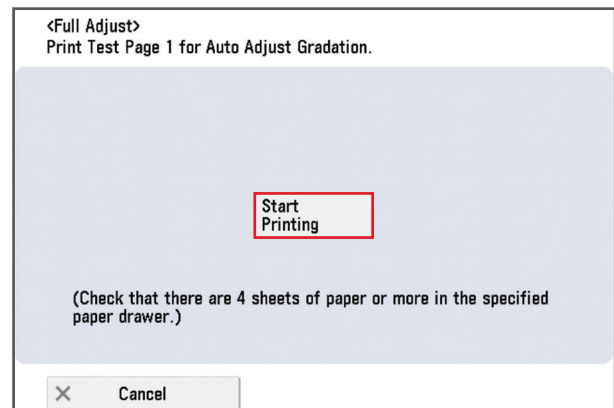 <Full Adjust>
Print Test Page 1 for Auto Adjust Gradation.
Start
Printing
(Check that there are 4 sheets of paper or more in the specified
paper drawer.)
× Cancel